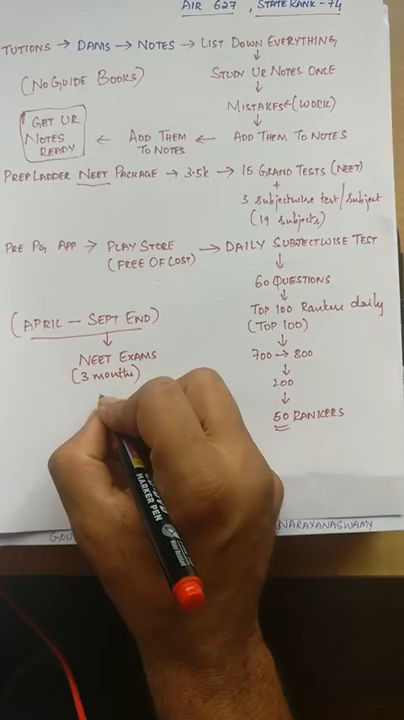 AIR 627, STATE RANK - 74
TUTIONS → DAMS → NOTES → LIST DOWN EVERYTHING
(NO GUIDE BOOKS)
STUDY UR NOTES ONCE
MISTAKES ← (WORK)
GET UR NOTES READY ← ADD THEM TO NOTES ← ADD THEM TO NOTES
PREPLADDER NEET PACKAGE → 3.5K → 15 GRAND TESTS (NEET)
+
3 subjectwise test/subject
(19 subjects)
PRE PG APP → PLAY STORE → DAILY SUBJECTWISE TEST
(FREE OF COST)
60 QUESTIONS
TOP 100 Rankers daily
(TOP 100)
(APRIL — SEPT END)
700 → 800
NEET EXAMS
(3 months)
200
50 RANKERS
MARKER PEN
GOU
NARAYANASWAMY